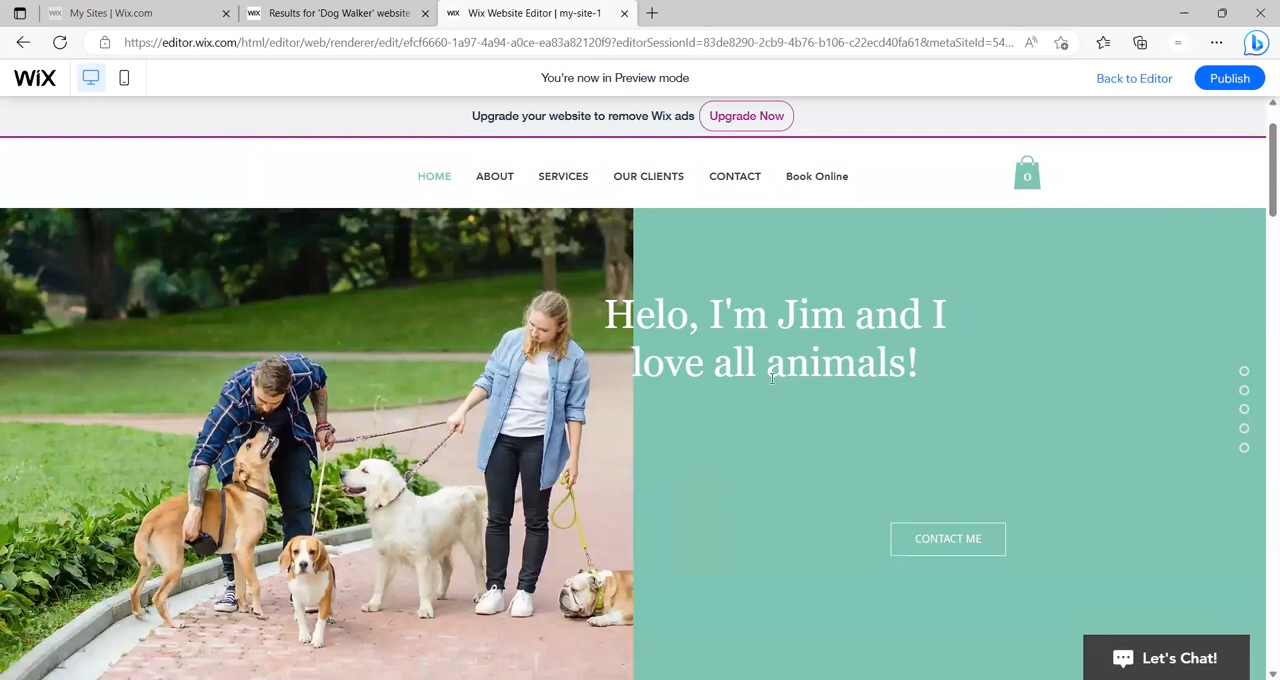 My Sites | Wix.com
Results for 'Dog Walker' website
Wix Website Editor | my-site-1
https://editor.wix.com/html/editor/web/renderer/edit/efcf6660-1a97-4a94-a0ce-ea33a82120f9?editorSessionId=83de8290-2cb9-4b76-b106-c22ecd40fa61&metaSiteId=54...
WiX
You're now in Preview mode
Back to Editor
Publish
Upgrade your website to remove Wix ads
Upgrade Now
HOME ABOUT SERVICES OUR CLIENTS CONTACT Book Online
0
Helo, I'm Jim and I
love all animals!
CONTACT ME
Let's Chat!